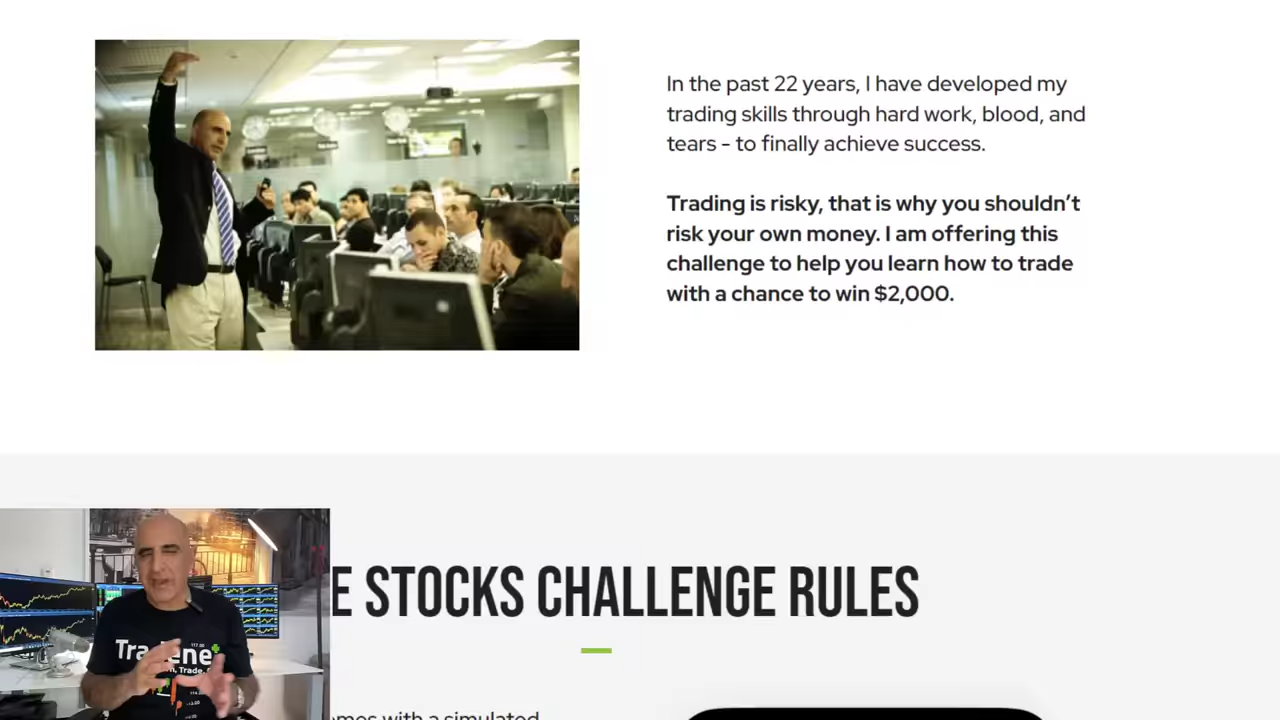 In the past 22 years, I have developed my
trading skills through hard work, blood, and
tears - to finally achieve success.
Trading is risky, that is why you shouldn't
risk your own money. I am offering this
challenge to help you learn how to trade
with a chance to win $2,000.
E STOCKS CHALLENGE RULES